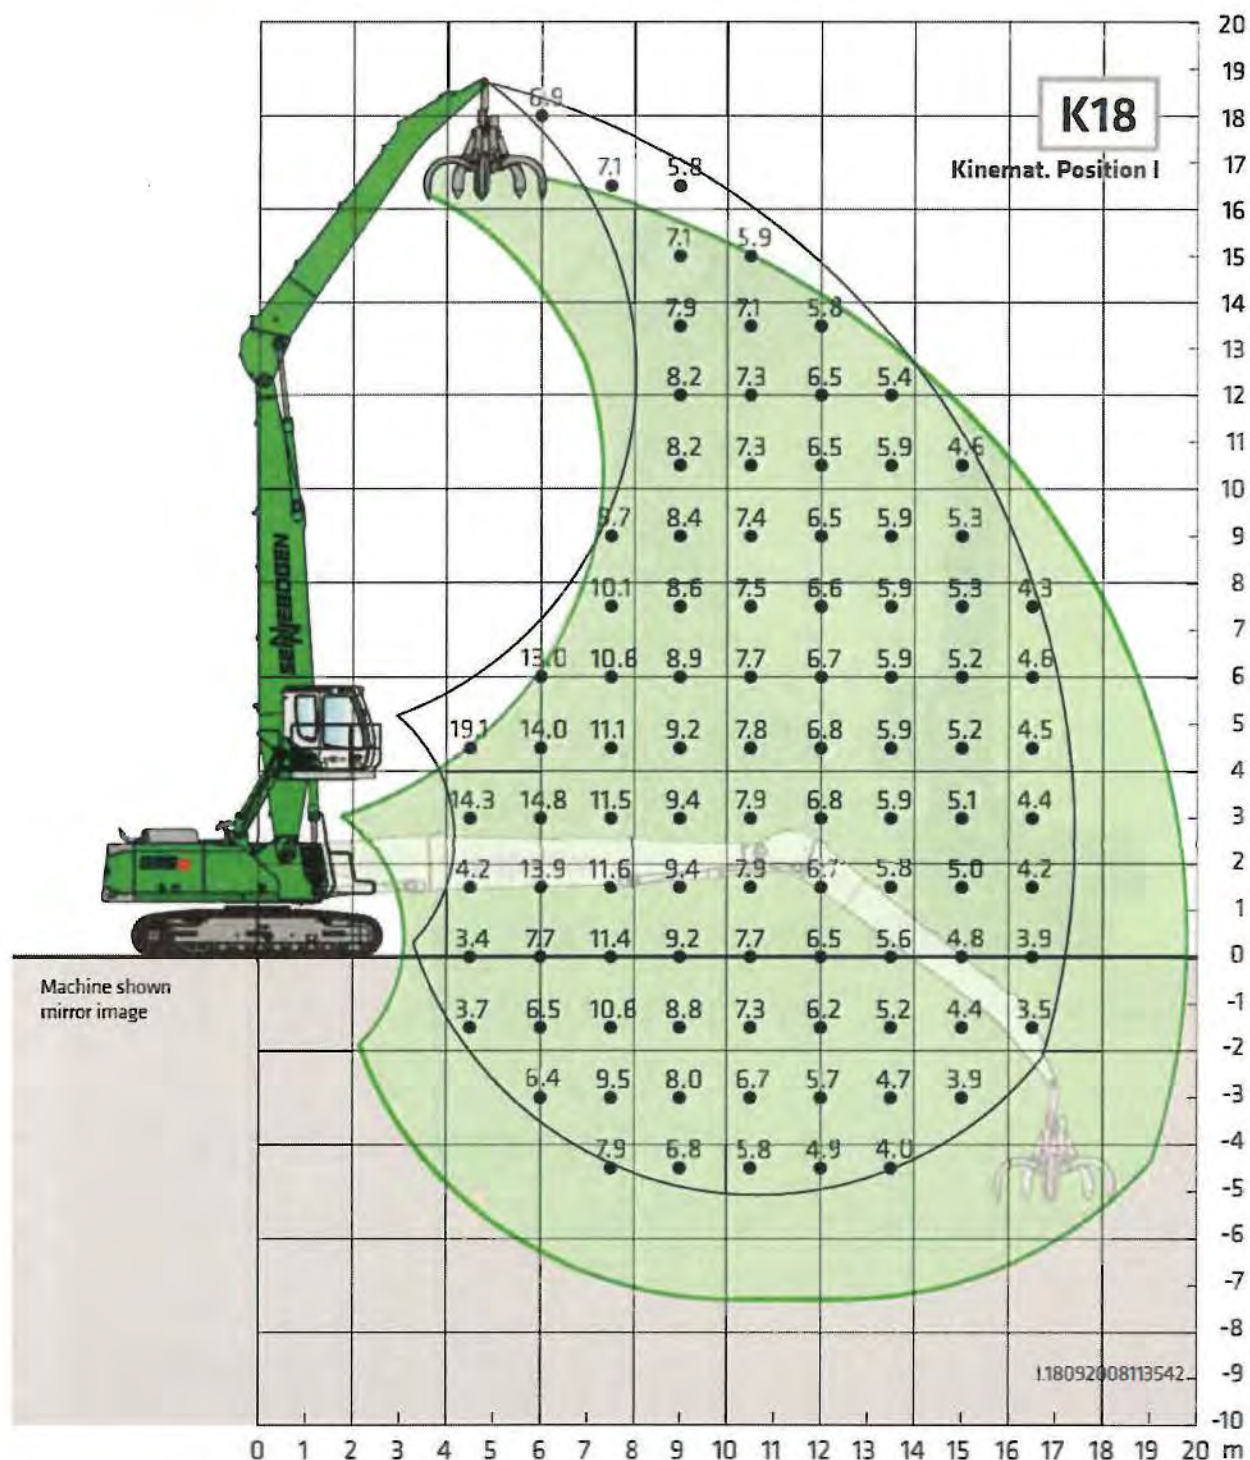 20
19
6.9
18
K18
17
7.1 5.8
Kinemat. Position I
16
7.1 5.9
15
14
7.9 7.1 5.8
13
8.2 7.3 6.5 5.4
12
8.2 7.3 6.5 5.9 4.6
11
10
9.7 8.4 7.4 6.5 5.9 5.3
9
SENNEBOGEN
10.1 8.6 7.5 6.6 5.9 5.3 4.3
8
7
13.0 10.6 8.9 7.7 6.7 5.9 5.2 4.6
6
19.1 14.0 11.1 9.2 7.8 6.8 5.9 5.2 4.5
5
4
14.3 14.8 11.5 9.4 7.9 6.8 5.9 5.1 4.4
3
4.2 13.9 11.6 9.4 7.9 6.7 5.8 5.0 4.2
2
1
3.4 7.7 11.4 9.2 7.7 6.5 5.6 4.8 3.9
0
Machine shown
mirror image
3.7 6.5 10.6 8.8 7.3 6.2 5.2 4.4 3.5
-1
-2
6.4 9.5 8.0 6.7 5.7 4.7 3.9
-3
7.9 6.8 5.8 4.9 4.0
-4
-5
-6
-7
-8
1.18092008113542
-9
-10
0 1 2 3 4 5 6 7 8 9 10 11 12 13 14 15 16 17 18 19 20 m